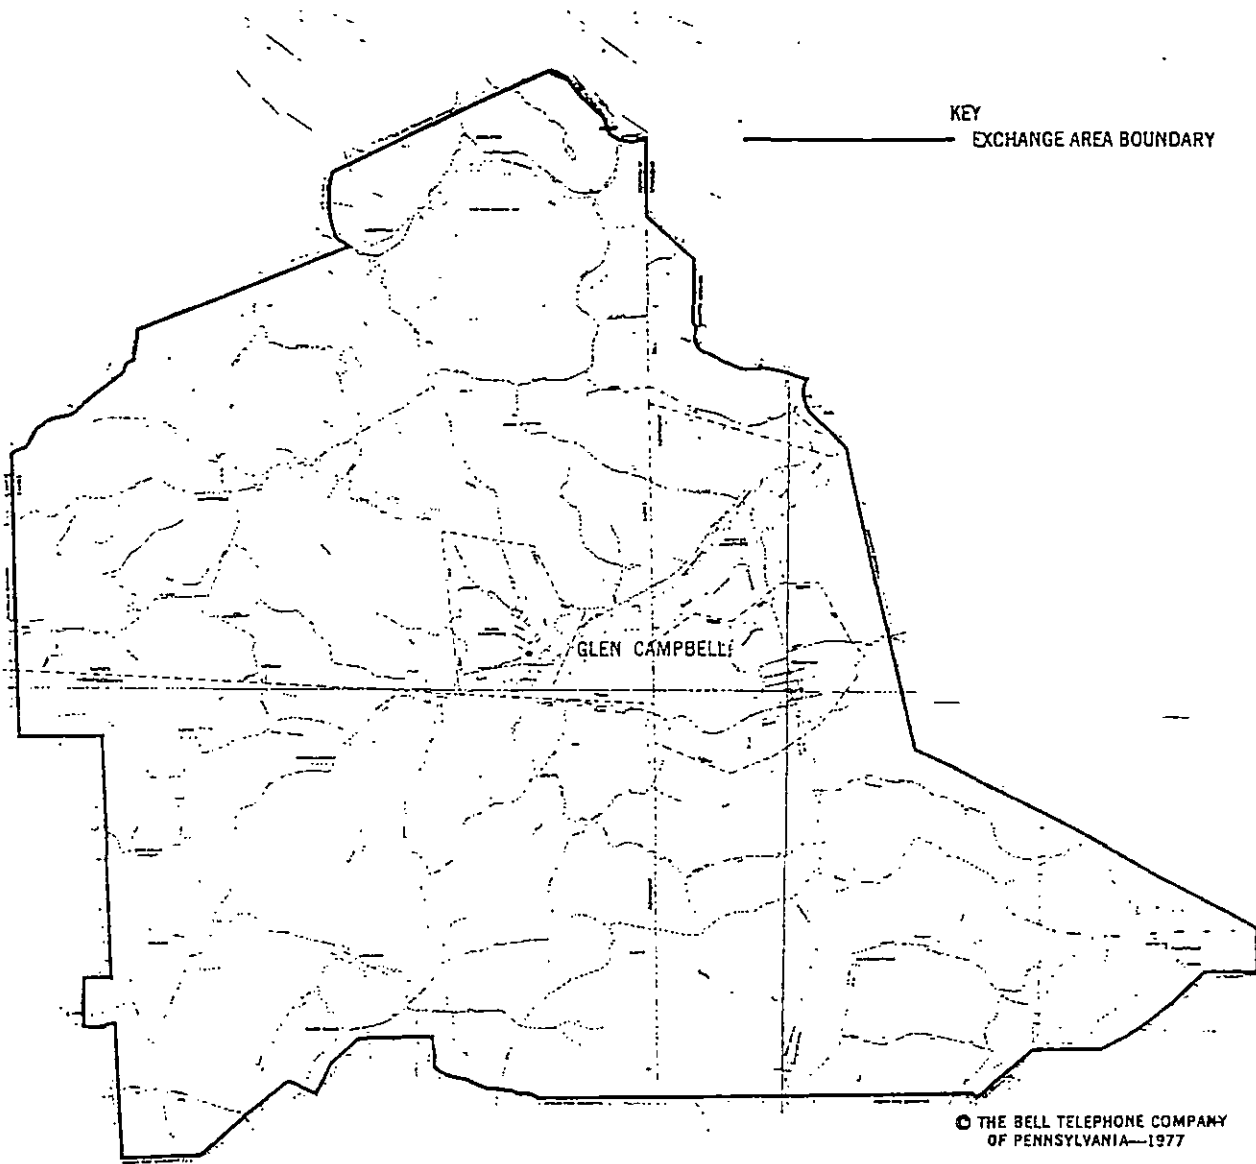 KEY
EXCHANGE AREA BOUNDARY
GLEN CAMPBELL
© THE BELL TELEPHONE COMPANY
OF PENNSYLVANIA—1977